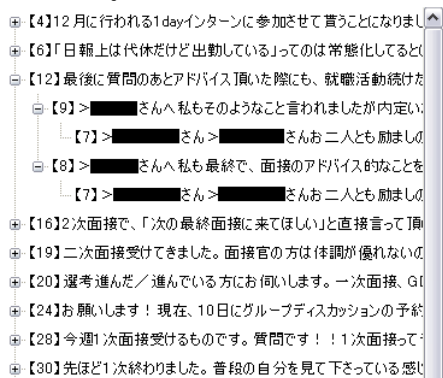 【4】12月に行われる1dayインターンに参加させて貰うことになりまし
【6】「日報上は代休だけど出勤している」ってのは常態化してると
【12】最後に質問のあとアドバイス頂いた際にも、就職活動続けた
【9】>さんへ私もそのようなこと言われましたが内定い
【7】>さん>さんお二人とも励まし
【8】>さんへ私も最終で、面接のアドバイス的なことを
【7】>さん>さんお二人とも励まし
【16】2次面接で、「次の最終面接に来てほしい」と直接言って頂
【19】二次面接受けてきました。面接官の方は体調が優れないの
【20】選考進んだ／進んでいる方にお伺いします。一次面接、G
【24】お願いします！現在、10日にグループディスカッションの予約
【28】今週1次面接受けるものです。質問です！！1次面接って
【30】先ほど1次終わりました。普段の自分を見て下さっている感じ